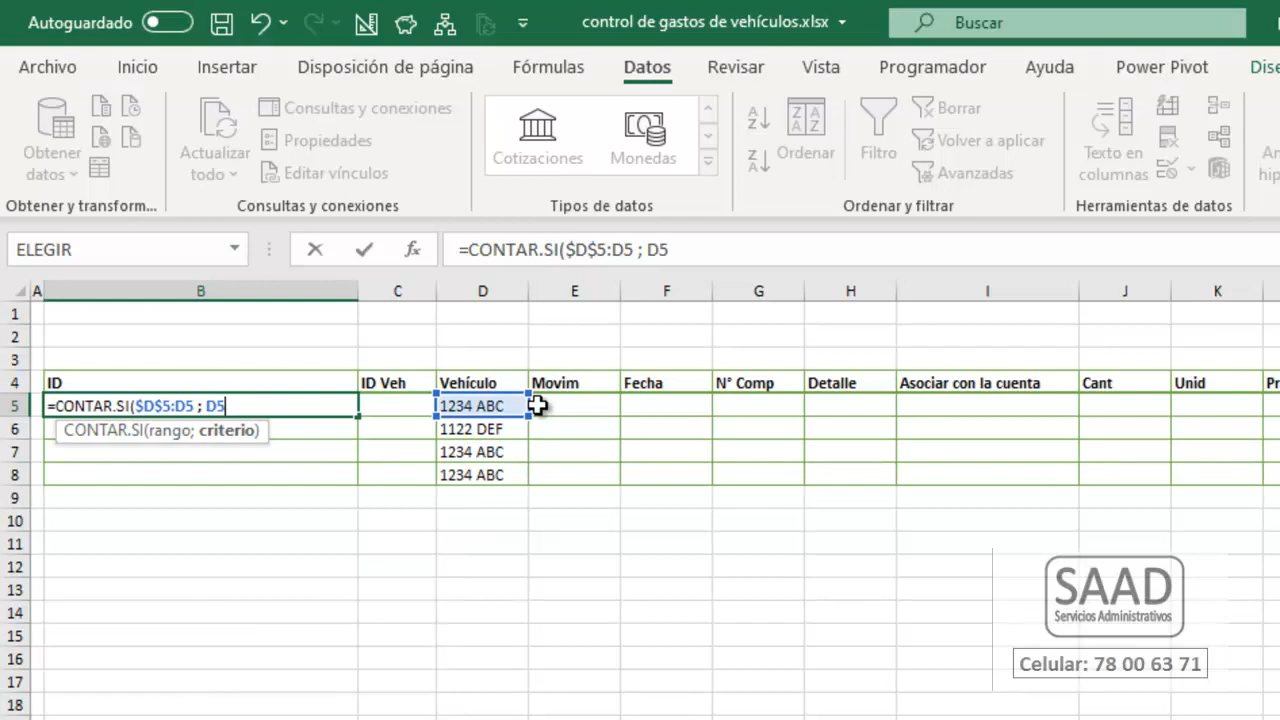 Autoguardado
control de gastos de vehículos.xlsx
Buscar
Archivo Inicio Insertar Disposición de página Fórmulas Datos Revisar Vista Programador Ayuda Power Pivot
Obtener datos
Actualizar todo
Consultas y conexiones
Propiedades
Editar vínculos
Cotizaciones
Monedas
Ordenar
Filtro
Borrar
Volver a aplicar
Avanzadas
Texto en columnas
Obtener y transform...
Consultas y conexiones
Tipos de datos
Ordenar y filtrar
Herramientas de datos
ELEGIR
fx
=CONTAR.SI($D$5:D5 ; D5
A B C D E F G H I J K
1
2
3
4 ID ID Veh Vehículo Movim Fecha N° Comp Detalle Asociar con la cuenta Cant Unid
5 =CONTAR.SI($D$5:D5 ; D5 1234 ABC
CONTAR.SI(rango; criterio)
6 1122 DEF
7 1234 ABC
8 1234 ABC
9
10
11
12
13
14
15
16
17
18
SAAD
Servicios Administrativos
Celular: 78 00 63 71